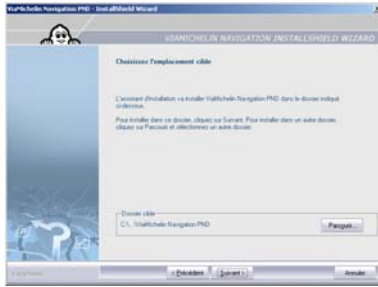 ViaMichelin Navigation PND - InstallShield Wizard
VIAMICHELIN NAVIGATION INSTALLSHIELD WIZARD
Choisissez l'emplacement cible
L'assistant d'installation va installer ViaMichelin Navigation PND dans le dossier indiqué
ci-dessous.
Pour installer dans ce dossier, cliquez sur Suivant. Pour installer dans un autre dossier,
cliquez sur Parcourir et sélectionnez un autre dossier.
Dossier cible
C:\...\ViaMichelin Navigation PND
Parcourir...
InstallShield
< Précédent
Suivant >
Annuler